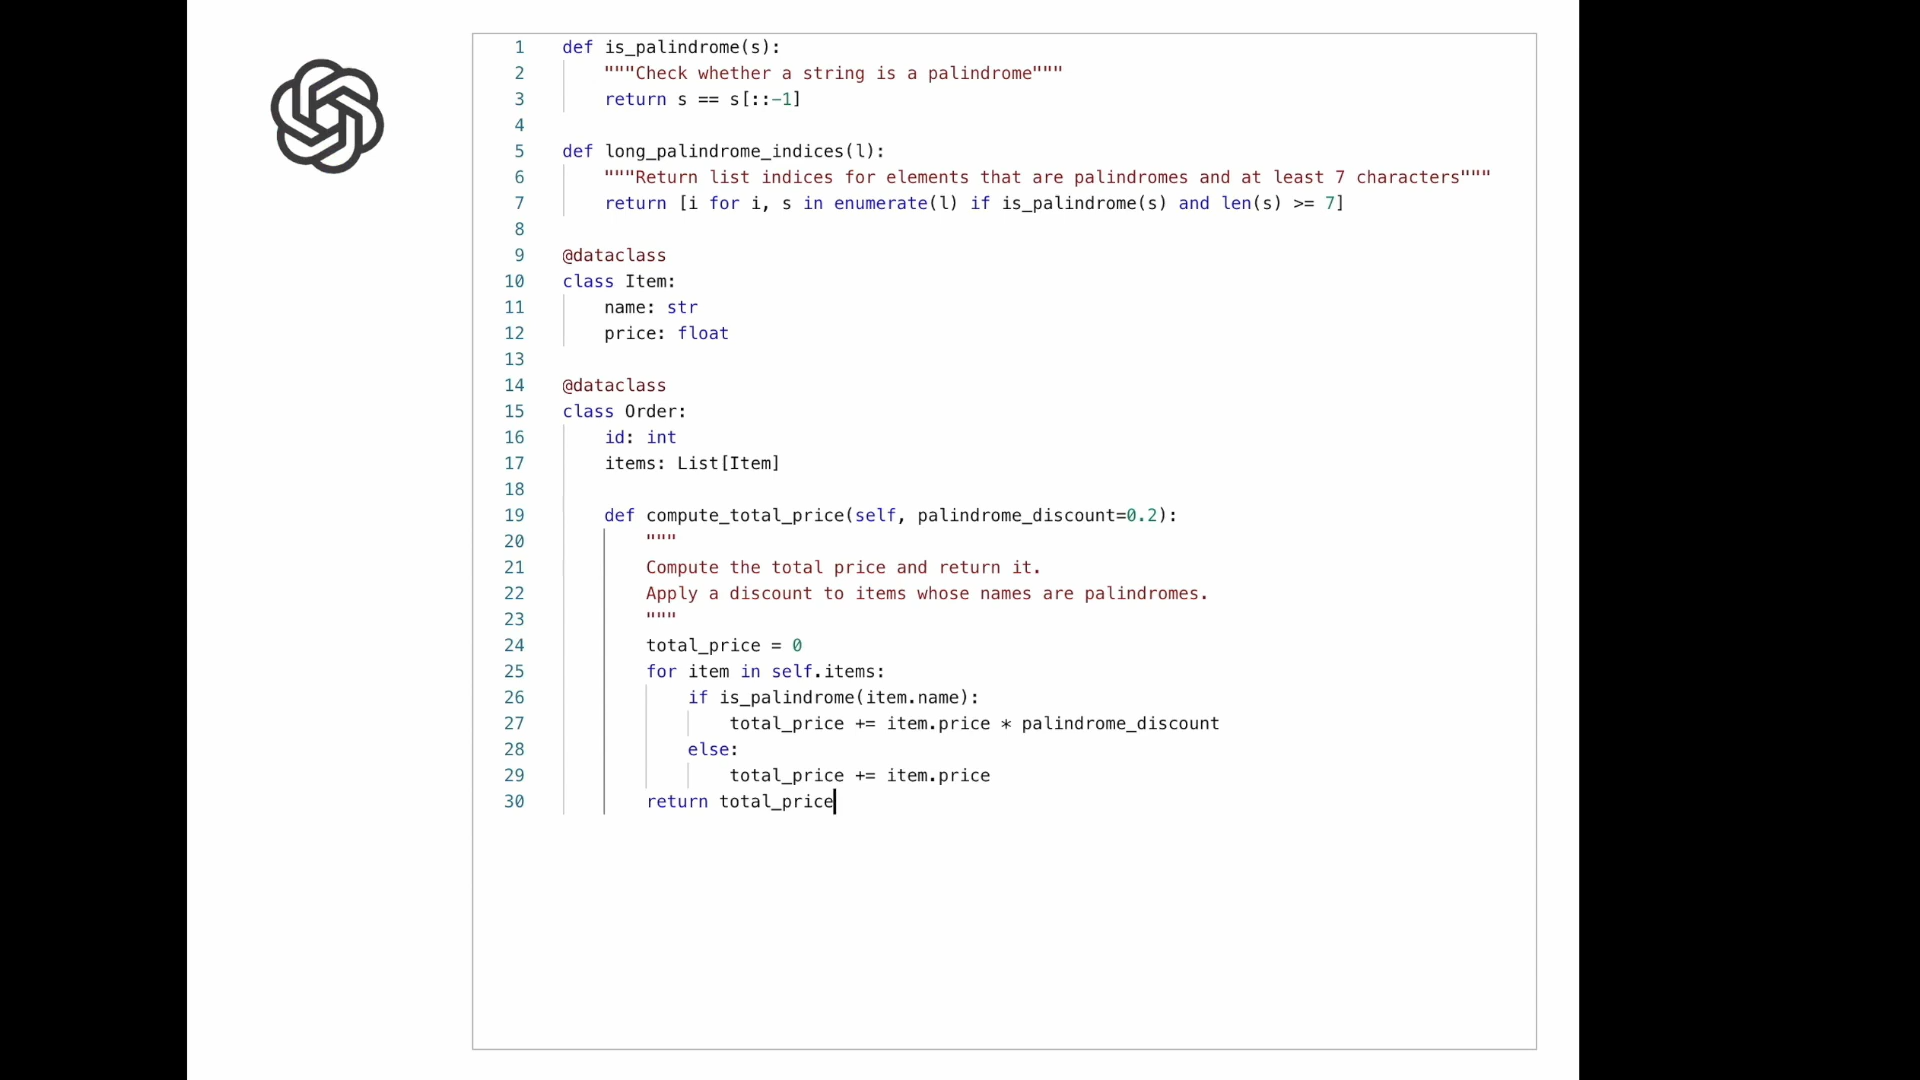 1 def is_palindrome(s):
2 """Check whether a string is a palindrome"""
3 return s == s[::-1]
4
5 def long_palindrome_indices(l):
6 """Return list indices for elements that are palindromes and at least 7 characters"""
7 return [i for i, s in enumerate(l) if is_palindrome(s) and len(s) >= 7]
8
9 @dataclass
10 class Item:
11 name: str
12 price: float
13
14 @dataclass
15 class Order:
16 id: int
17 items: List[Item]
18
19 def compute_total_price(self, palindrome_discount=0.2):
20 """
21 Compute the total price and return it.
22 Apply a discount to items whose names are palindromes.
23 """
24 total_price = 0
25 for item in self.items:
26 if is_palindrome(item.name):
27 total_price += item.price * palindrome_discount
28 else:
29 total_price += item.price
30 return total_price